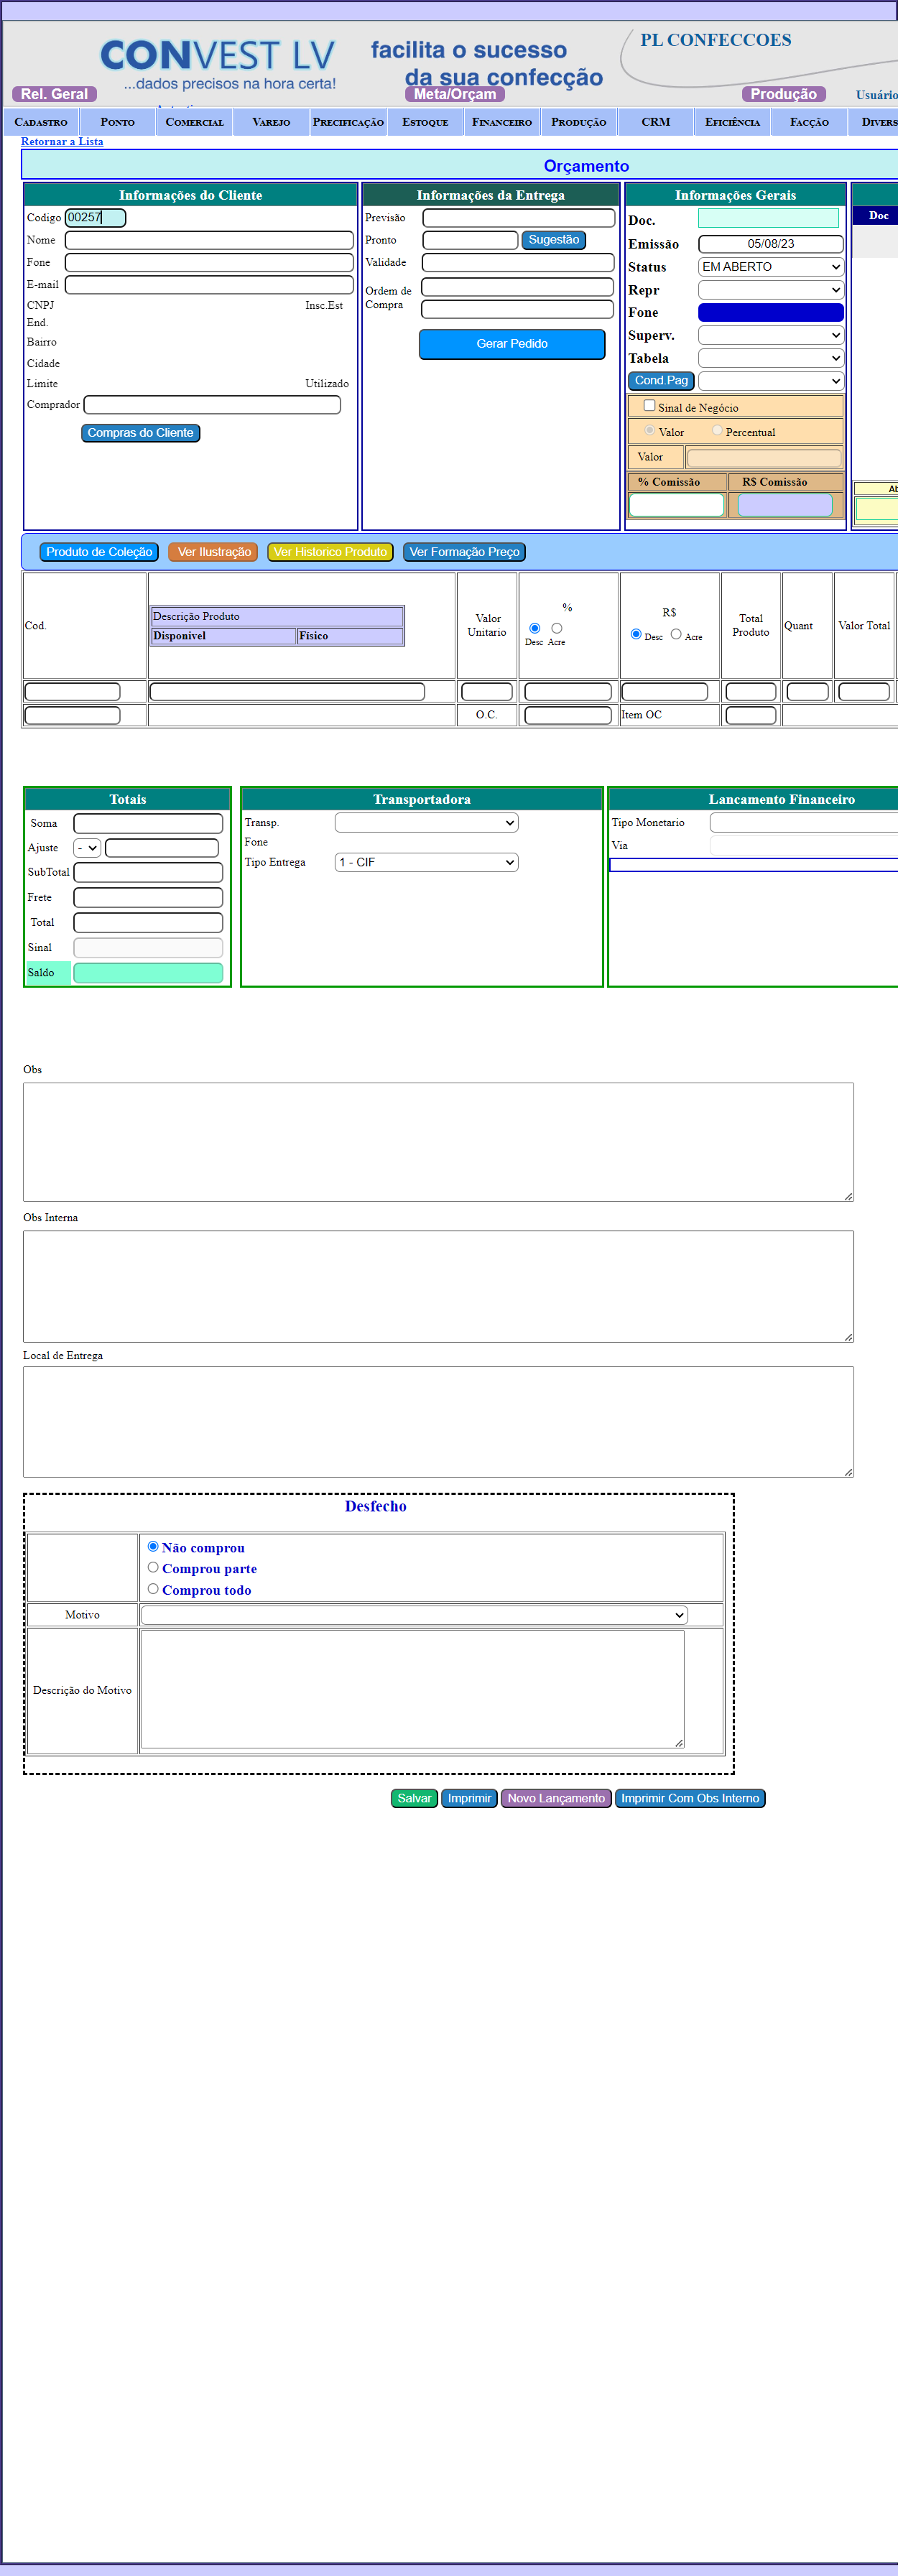 CONVEST LV
...dados precisos na hora certa!
facilita o sucesso
da sua confecção
PL CONFECCOES
Rel. Geral
Meta/Orçam
Produção
Usuário
Cadastro Ponto Comercial Varejo Precificação Estoque Financeiro Produção CRM Eficiência Facção Divers
Retornar a Lista
Orçamento
Informações do Cliente
Codigo 00257
Nome
Fone
E-mail
CNPJ Insc.Est
End.
Bairro
Cidade
Limite Utilizado
Comprador
Compras do Cliente
Informações da Entrega
Previsão
Pronto Sugestão
Validade
Ordem de
Compra
Gerar Pedido
Informações Gerais
Doc.
Emissão 05/08/23
Status EM ABERTO
Repr
Fone
Superv.
Tabela
Cond.Pag
Sinal de Negócio
Valor Percentual
Valor
% Comissão R$ Comissão
Doc
Ab
Produto de Coleção Ver Ilustração Ver Historico Produto Ver Formação Preço
Cod.
Descrição Produto
Disponivel Físico
Valor
Unitario
%
Desc Acre
R$
Desc Acre
Total
Produto
Quant
Valor Total
O.C.
Item OC
Totais
Soma
Ajuste -
SubTotal
Frete
Total
Sinal
Saldo
Transportadora
Transp.
Fone
Tipo Entrega 1 - CIF
Lancamento Financeiro
Tipo Monetario
Via
Obs
Obs Interna
Local de Entrega
Desfecho
Não comprou
Comprou parte
Comprou todo
Motivo
Descrição do Motivo
Salvar Imprimir Novo Lançamento Imprimir Com Obs Interno